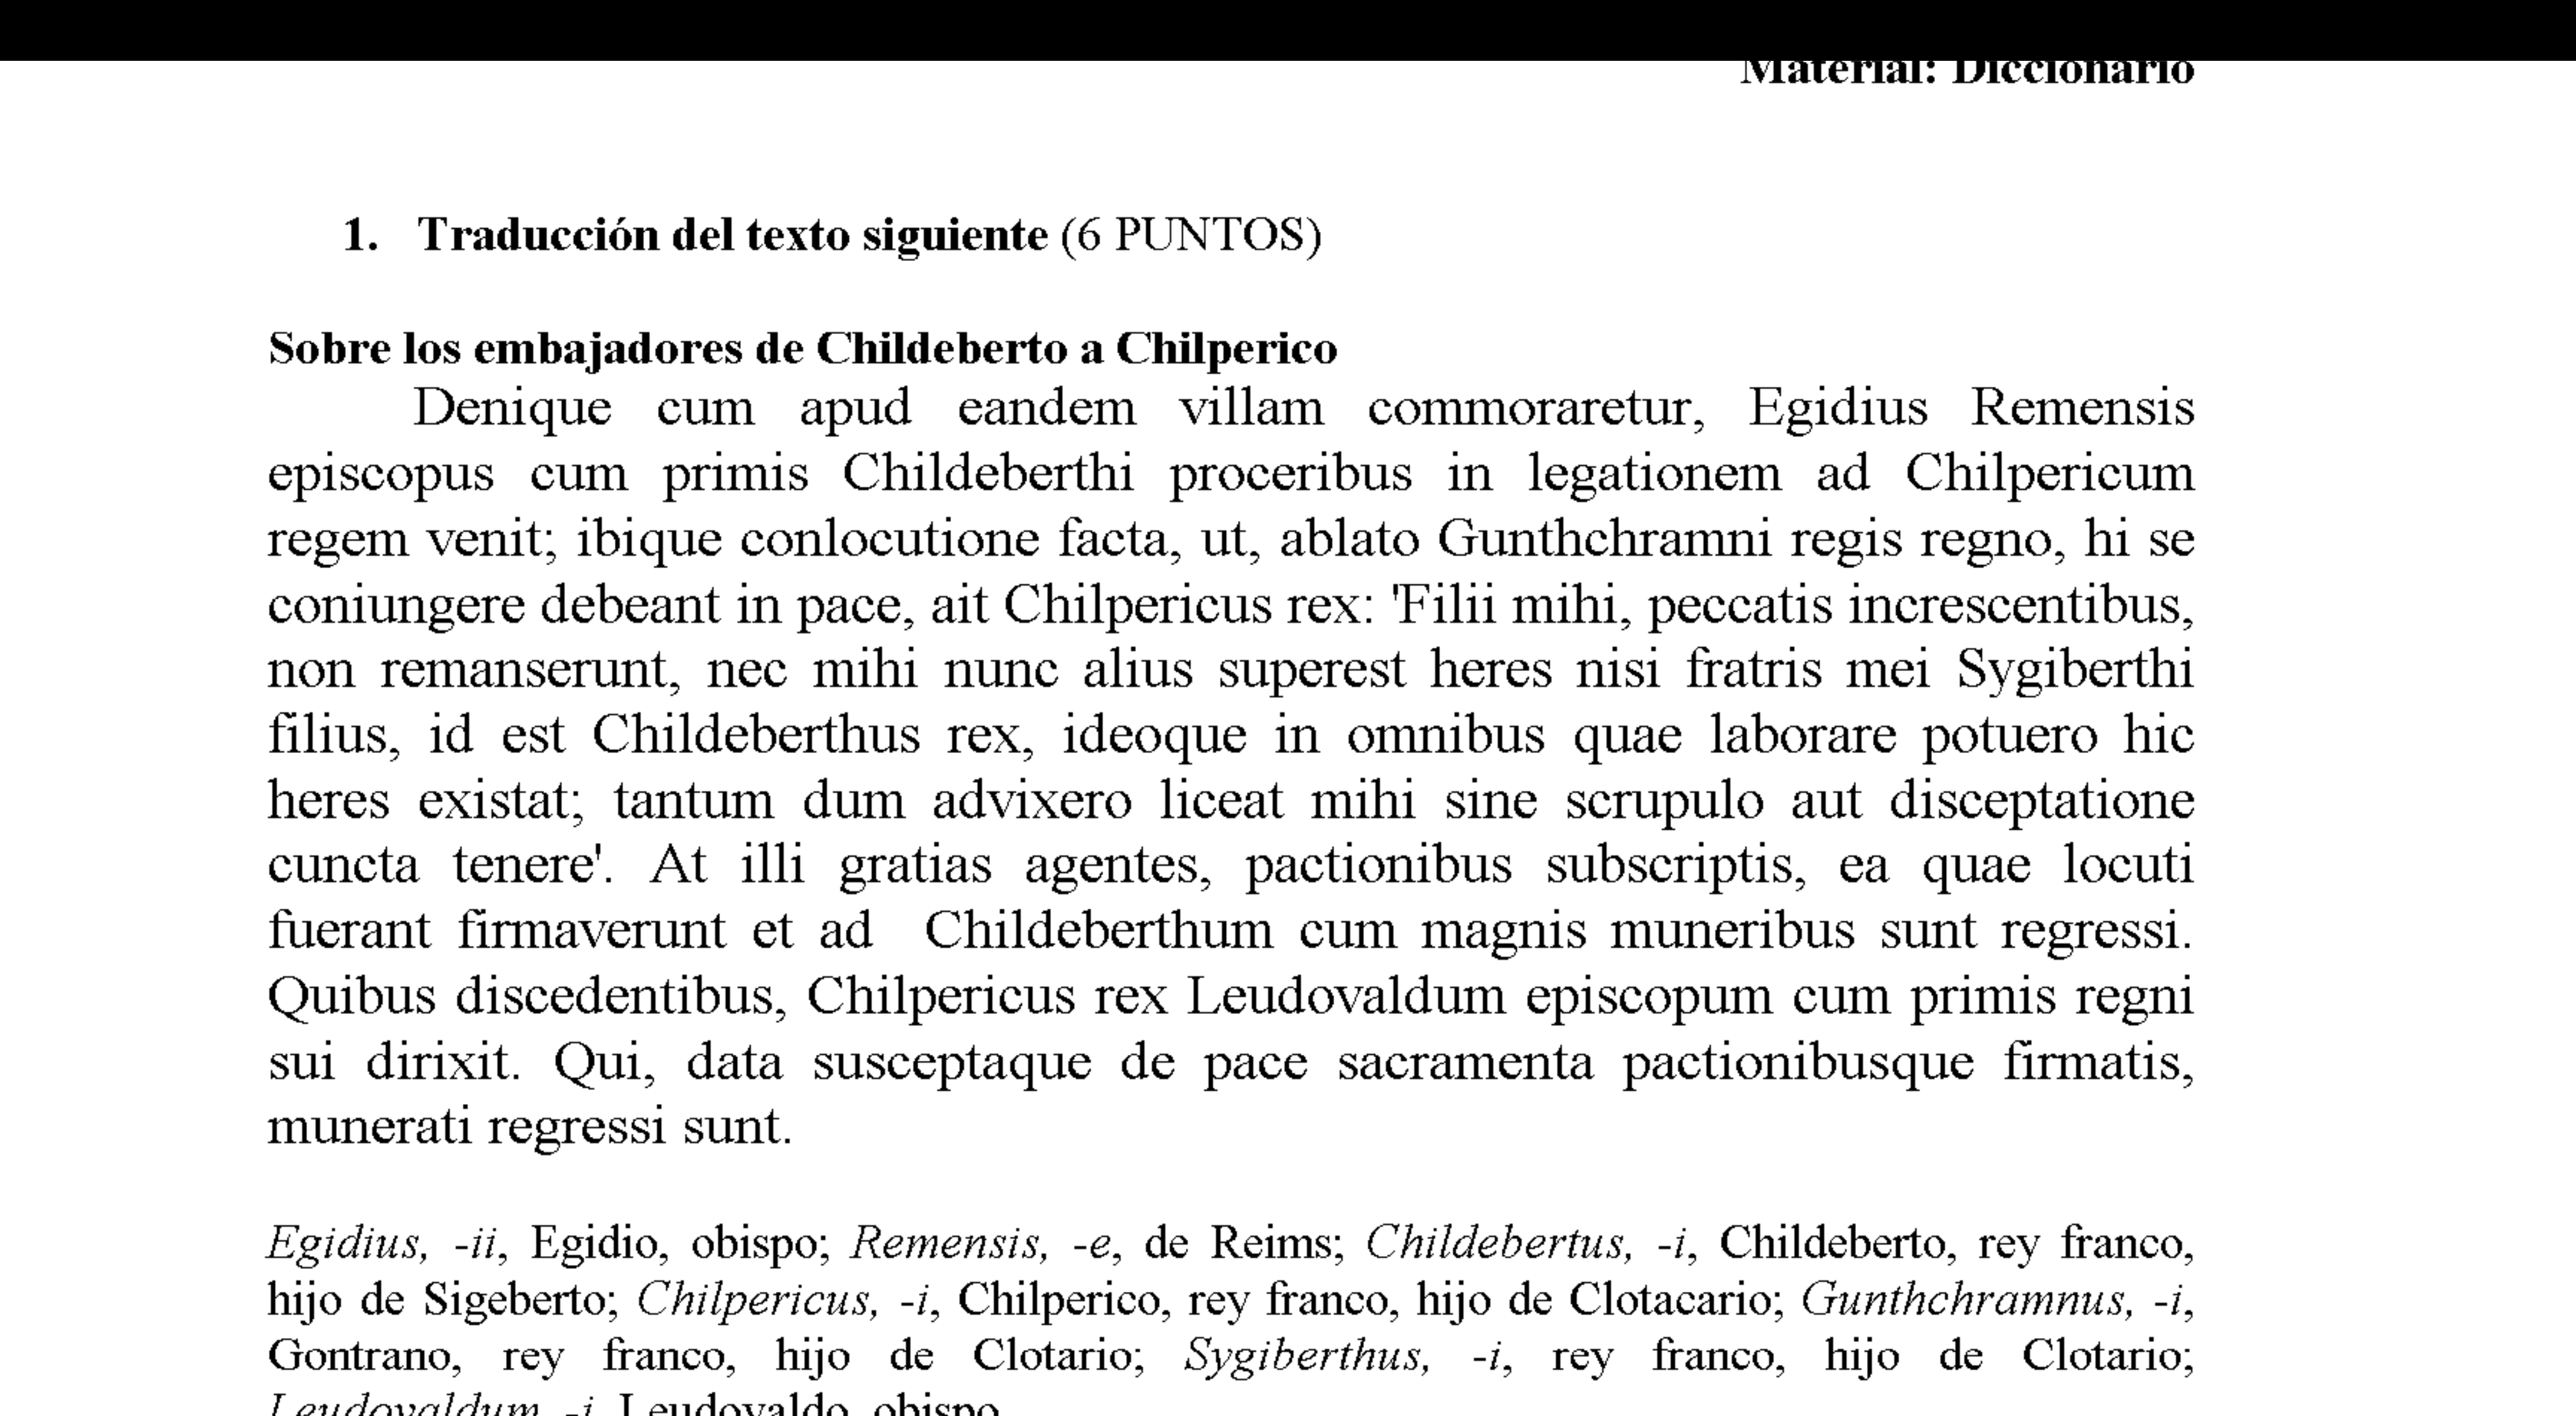 Material: Diccionario
1. Traducción del texto siguiente (6 PUNTOS)
Sobre los embajadores de Childeberto a Chilperico
Denique cum apud eandem villam commoraretur, Egidius Remensis
episcopus cum primis Childeberthi proceribus in legationem ad Chilpericum
regem venit; ibique conlocutione facta, ut, ablato Gunthchramni regis regno, hi se
coniungere debeant in pace, ait Chilpericus rex: 'Filii mihi, peccatis increscentibus,
non remanserunt, nec mihi nunc alius superest heres nisi fratris mei Sygiberthi
filius, id est Childeberthus rex, ideoque in omnibus quae laborare potuero hic
heres existat; tantum dum advixero liceat mihi sine scrupulo aut disceptatione
cuncta tenere'. At illi gratias agentes, pactionibus subscriptis, ea quae locuti
fuerant firmaverunt et ad Childeberthum cum magnis muneribus sunt regressi.
Quibus discedentibus, Chilpericus rex Leudovaldum episcopum cum primis regni
sui dirixit. Qui, data susceptaque de pace sacramenta pactionibusque firmatis,
munerati regressi sunt.
Egidius, -ii, Egidio, obispo; Remensis, -e, de Reims; Childebertus, -i, Childeberto, rey franco,
hijo de Sigeberto; Chilpericus, -i, Chilperico, rey franco, hijo de Clotacario; Gunthchramnus, -i,
Gontrano, rey franco, hijo de Clotario; Sygiberthus, -i, rey franco, hijo de Clotario;
Leudovaldum, -i, Leudovaldo, obispo